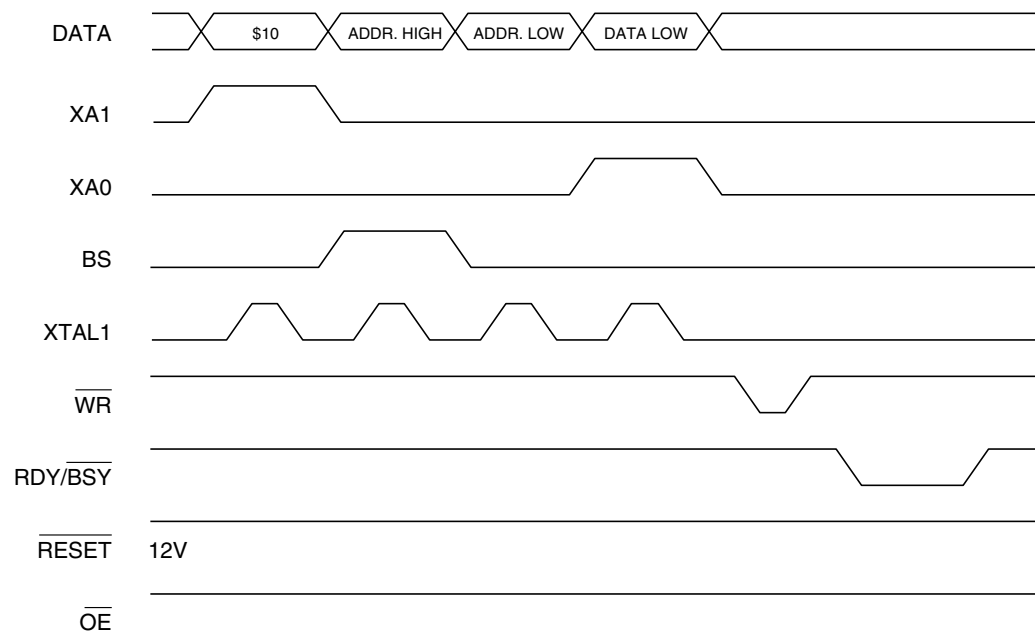 DATA $10 ADDR. HIGH ADDR. LOW DATA LOW
XA1
XA0
BS
XTAL1
WR
RDY/BSY
RESET 12V
OE